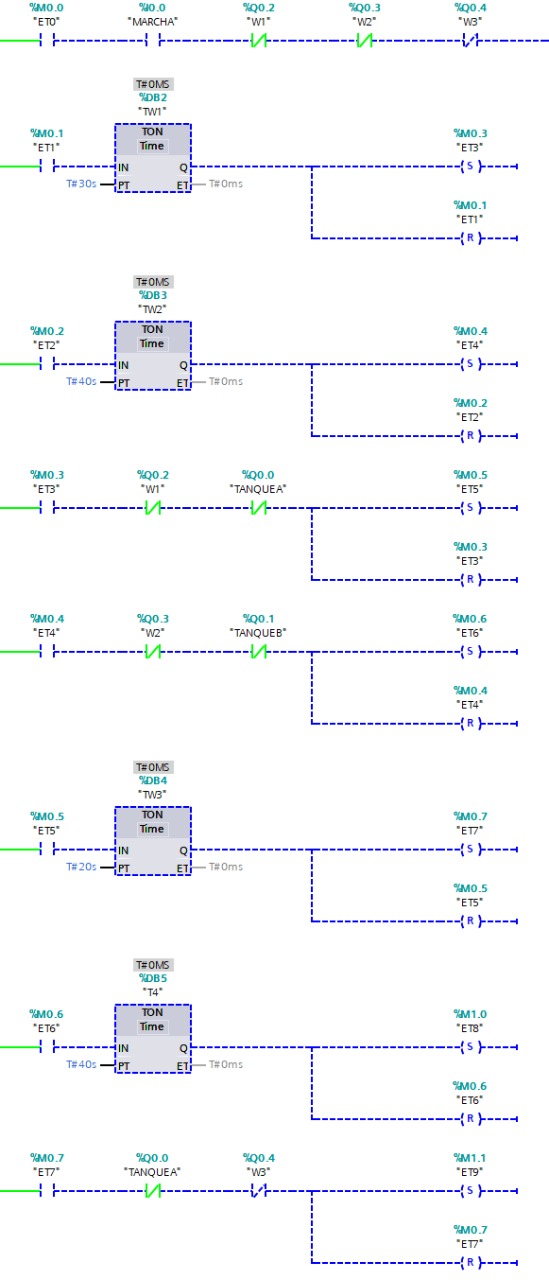 %M0.0 %I0.0 %Q0.2 %Q0.3 %Q0.4
"ET0" "MARCHA" "W1" "W2" "W3"
T#0MS
%DB2
"TW1"
%M0.1 TON %M0.3
"ET1" Time "ET3"
IN Q S
T#30s PT ET T#0ms
%M0.1
"ET1"
R
T#0MS
%DB3
"TW2"
%M0.2 TON %M0.4
"ET2" Time "ET4"
IN Q S
T#40s PT ET T#0ms
%M0.2
"ET2"
R
%M0.3 %Q0.2 %Q0.0 %M0.5
"ET3" "W1" "TANQUEA" "ET5"
S
%M0.3
"ET3"
R
%M0.4 %Q0.3 %Q0.1 %M0.6
"ET4" "W2" "TANQUEB" "ET6"
S
%M0.4
"ET4"
R
T#0MS
%DB4
"TW3"
%M0.5 TON %M0.7
"ET5" Time "ET7"
IN Q S
T#20s PT ET T#0ms
%M0.5
"ET5"
R
T#0MS
%DB5
"T4"
%M0.6 TON %M1.0
"ET6" Time "ET8"
IN Q S
T#40s PT ET T#0ms
%M0.6
"ET6"
R
%M0.7 %Q0.0 %Q0.4 %M1.1
"ET7" "TANQUEA" "W3" "ET9"
S
%M0.7
"ET7"
R